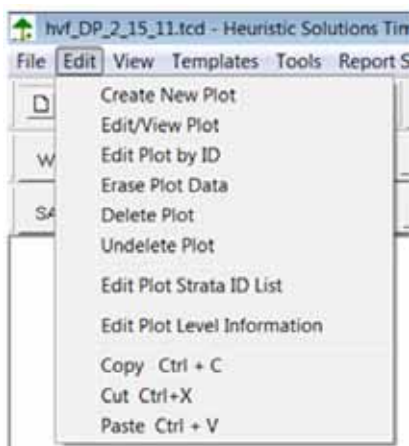 hvf_DP_2_15_11.tcd - Heuristic Solutions Tim
File Edit View Templates Tools Report S
Create New Plot
Edit/View Plot
Edit Plot by ID
W
Erase Plot Data
Delete Plot
SA
Undelete Plot
Edit Plot Strata ID List
Edit Plot Level Information
Copy Ctrl + C
Cut Ctrl+X
Paste Ctrl + V